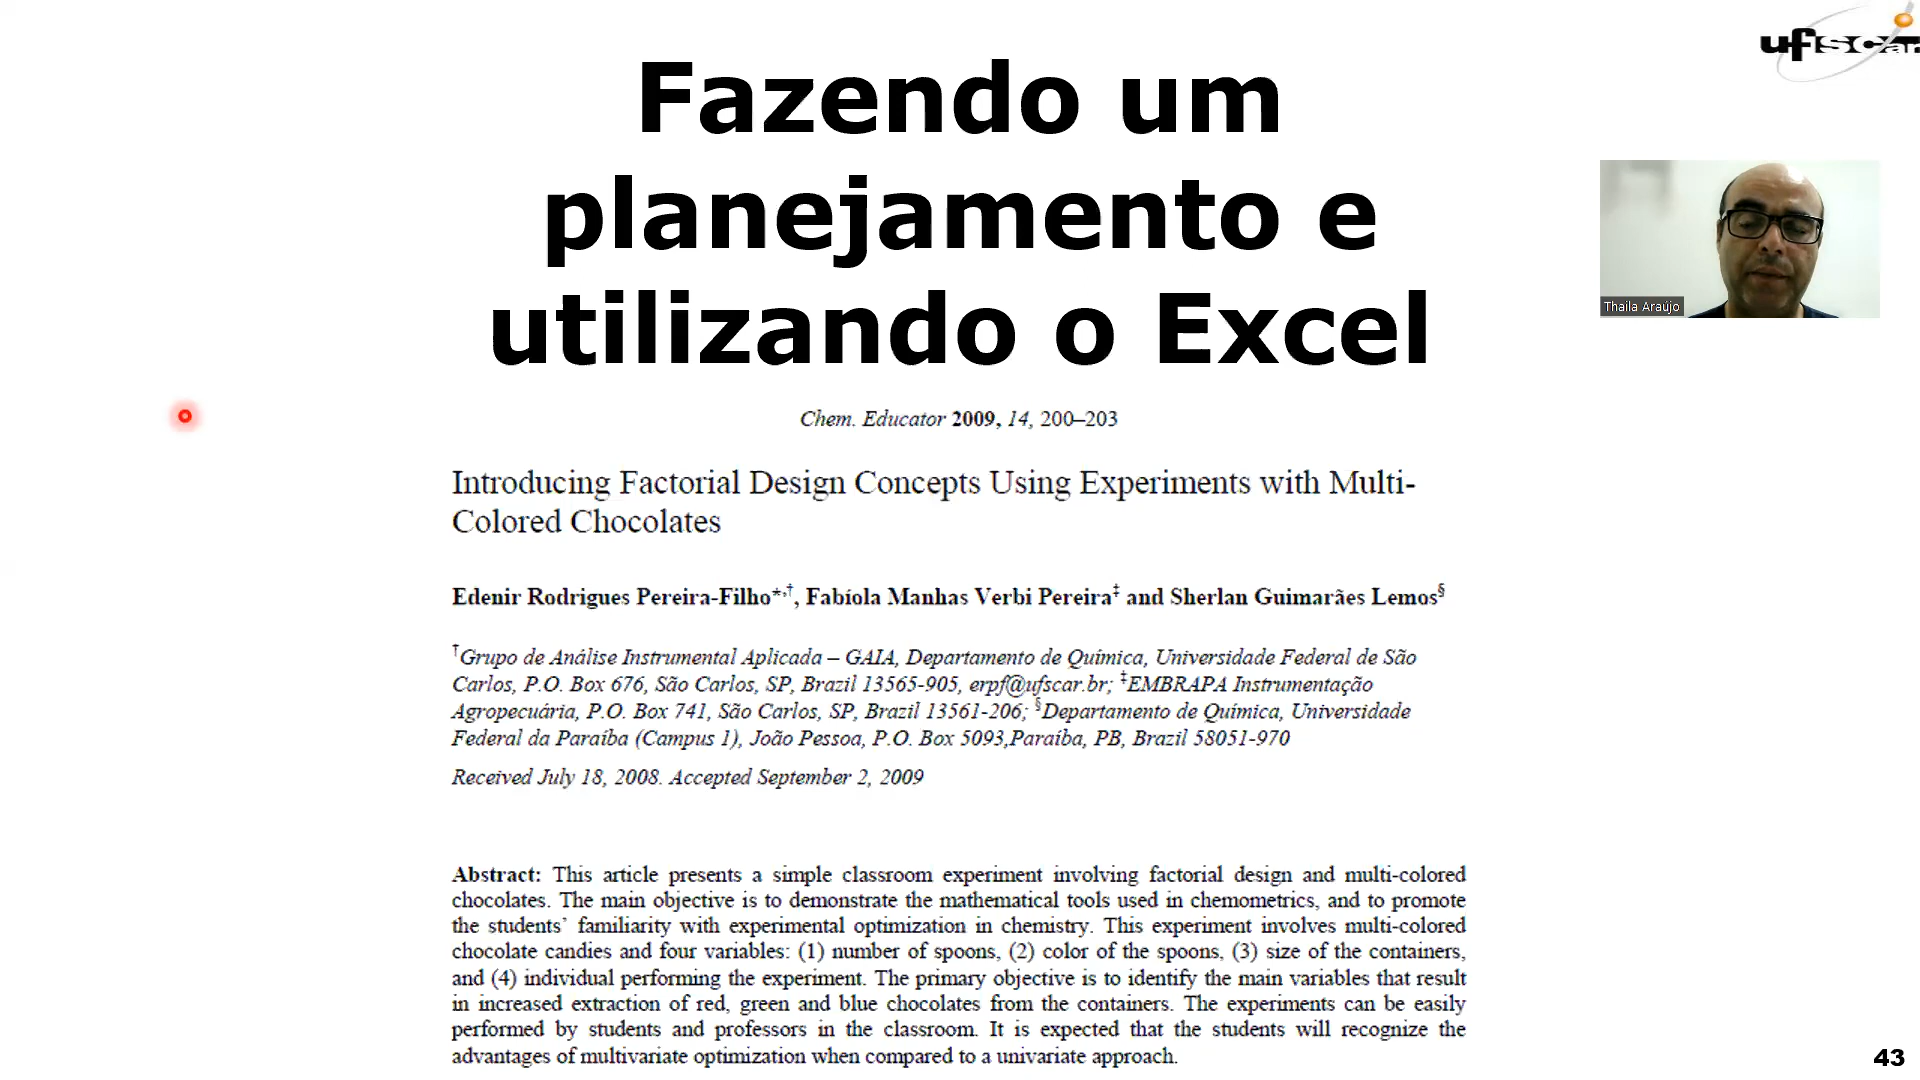 ufscar
Fazendo um
planejamento e
utilizando o Excel
Thaila Araújo
Chem. Educator 2009, 14, 200–203
Introducing Factorial Design Concepts Using Experiments with Multi-
Colored Chocolates
Edenir Rodrigues Pereira-Filho*,†, Fabíola Manhas Verbi Pereira‡ and Sherlan Guimarães Lemos§
†Grupo de Análise Instrumental Aplicada – GAIA, Departamento de Química, Universidade Federal de São
Carlos, P.O. Box 676, São Carlos, SP, Brazil 13565-905, erpf@ufscar.br; ‡EMBRAPA Instrumentação
Agropecuária, P.O. Box 741, São Carlos, SP, Brazil 13561-206; §Departamento de Química, Universidade
Federal da Paraíba (Campus 1), João Pessoa, P.O. Box 5093,Paraíba, PB, Brazil 58051-970
Received July 18, 2008. Accepted September 2, 2009
Abstract: This article presents a simple classroom experiment involving factorial design and multi-colored
chocolates. The main objective is to demonstrate the mathematical tools used in chemometrics, and to promote
the students’ familiarity with experimental optimization in chemistry. This experiment involves multi-colored
chocolate candies and four variables: (1) number of spoons, (2) color of the spoons, (3) size of the containers,
and (4) individual performing the experiment. The primary objective is to identify the main variables that result
in increased extraction of red, green and blue chocolates from the containers. The experiments can be easily
performed by students and professors in the classroom. It is expected that the students will recognize the
advantages of multivariate optimization when compared to a univariate approach.
43